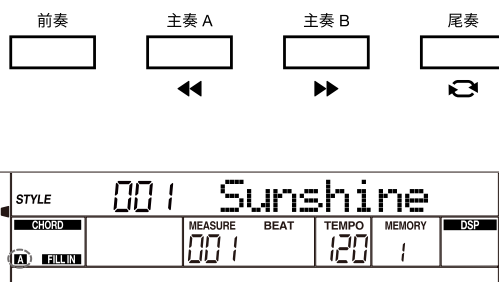 前奏 主奏 A 主奏 B 尾奏
STYLE 001 Sunshine
CHORD MEASURE BEAT TEMPO MEMORY DSP
A FILL IN 001 120 1